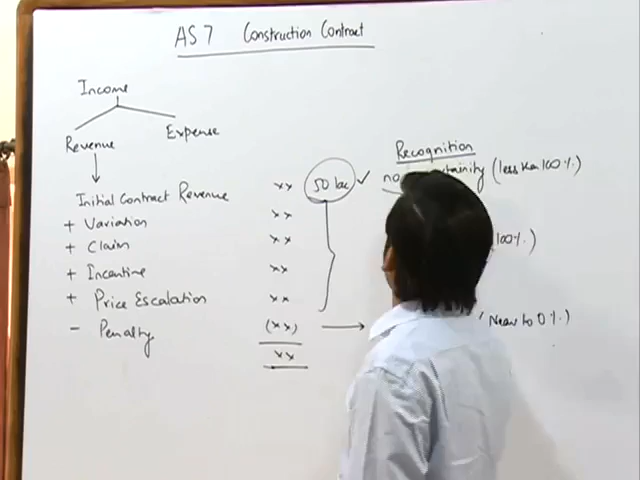 AS 7 Construction Contract
Income
Revenue Expense
Recognition
Initial Contract Revenue xx 50 lac ✓ no (less than 100%)
+ Variation xx
+ Claim xx 100%)
+ Incentive xx
+ Price Escalation xx
- Penalty (xx) Near to 0%)
xx